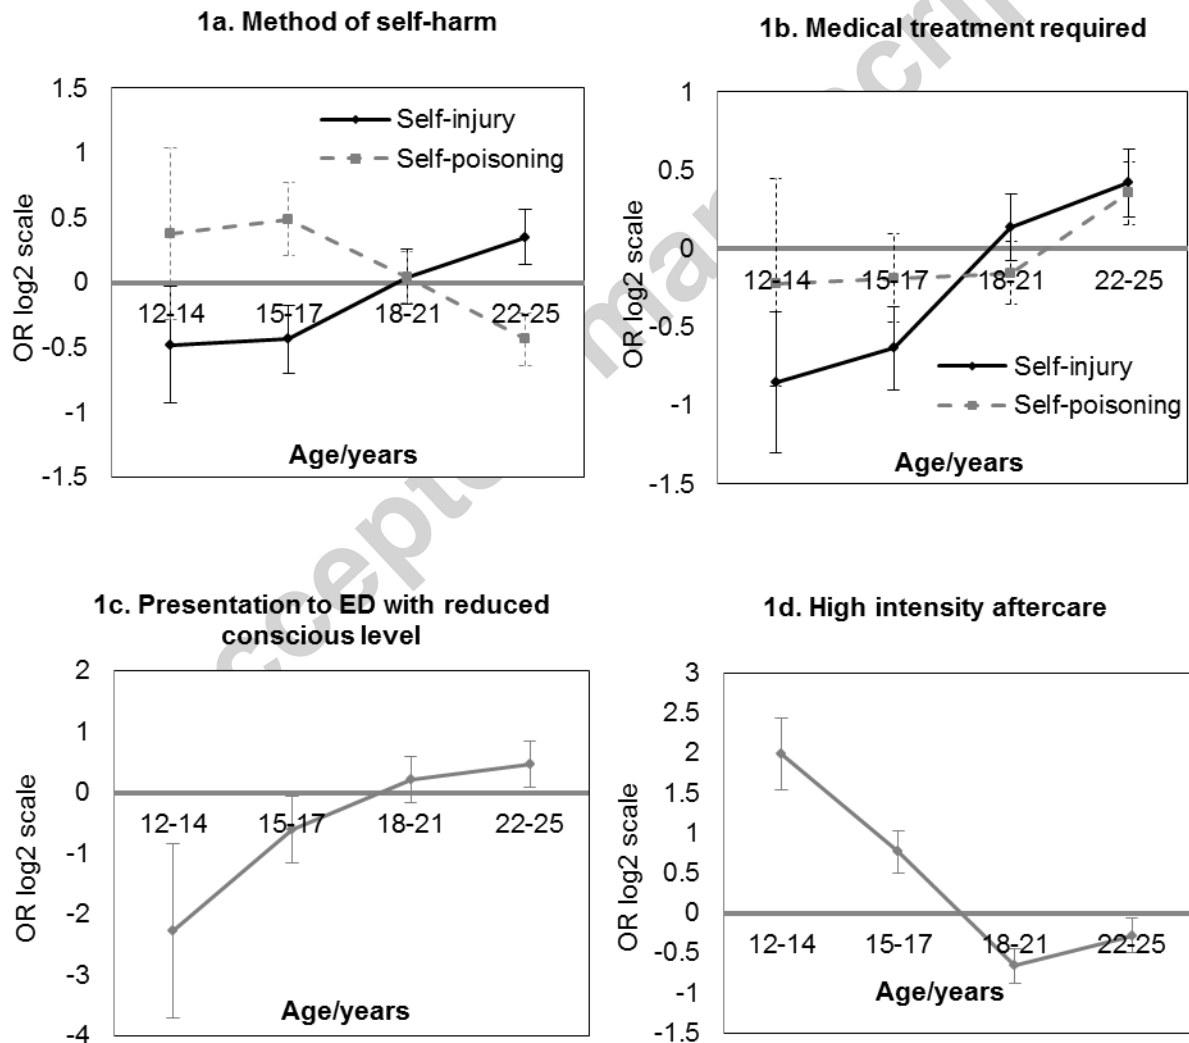 1a. Method of self-harm
1.5
1
0.5
0
-0.5
-1
-1.5
OR log2 scale
Self-injury
Self-poisoning
12-14 15-17 18-21 22-25
Age/years
1b. Medical treatment required
1
0.5
0
-0.5
-1
-1.5
OR log2 scale
12-14 15-17 18-21 22-25
Self-injury
Self-poisoning
Age/years
1c. Presentation to ED with reduced
conscious level
2
1
0
-1
-2
-3
-4
OR log2 scale
12-14 15-17 18-21 22-25
Age/years
1d. High intensity aftercare
3
2.5
2
1.5
1
0.5
0
-0.5
-1
-1.5
OR log2 scale
12-14 15-17 18-21 22-25
Age/years